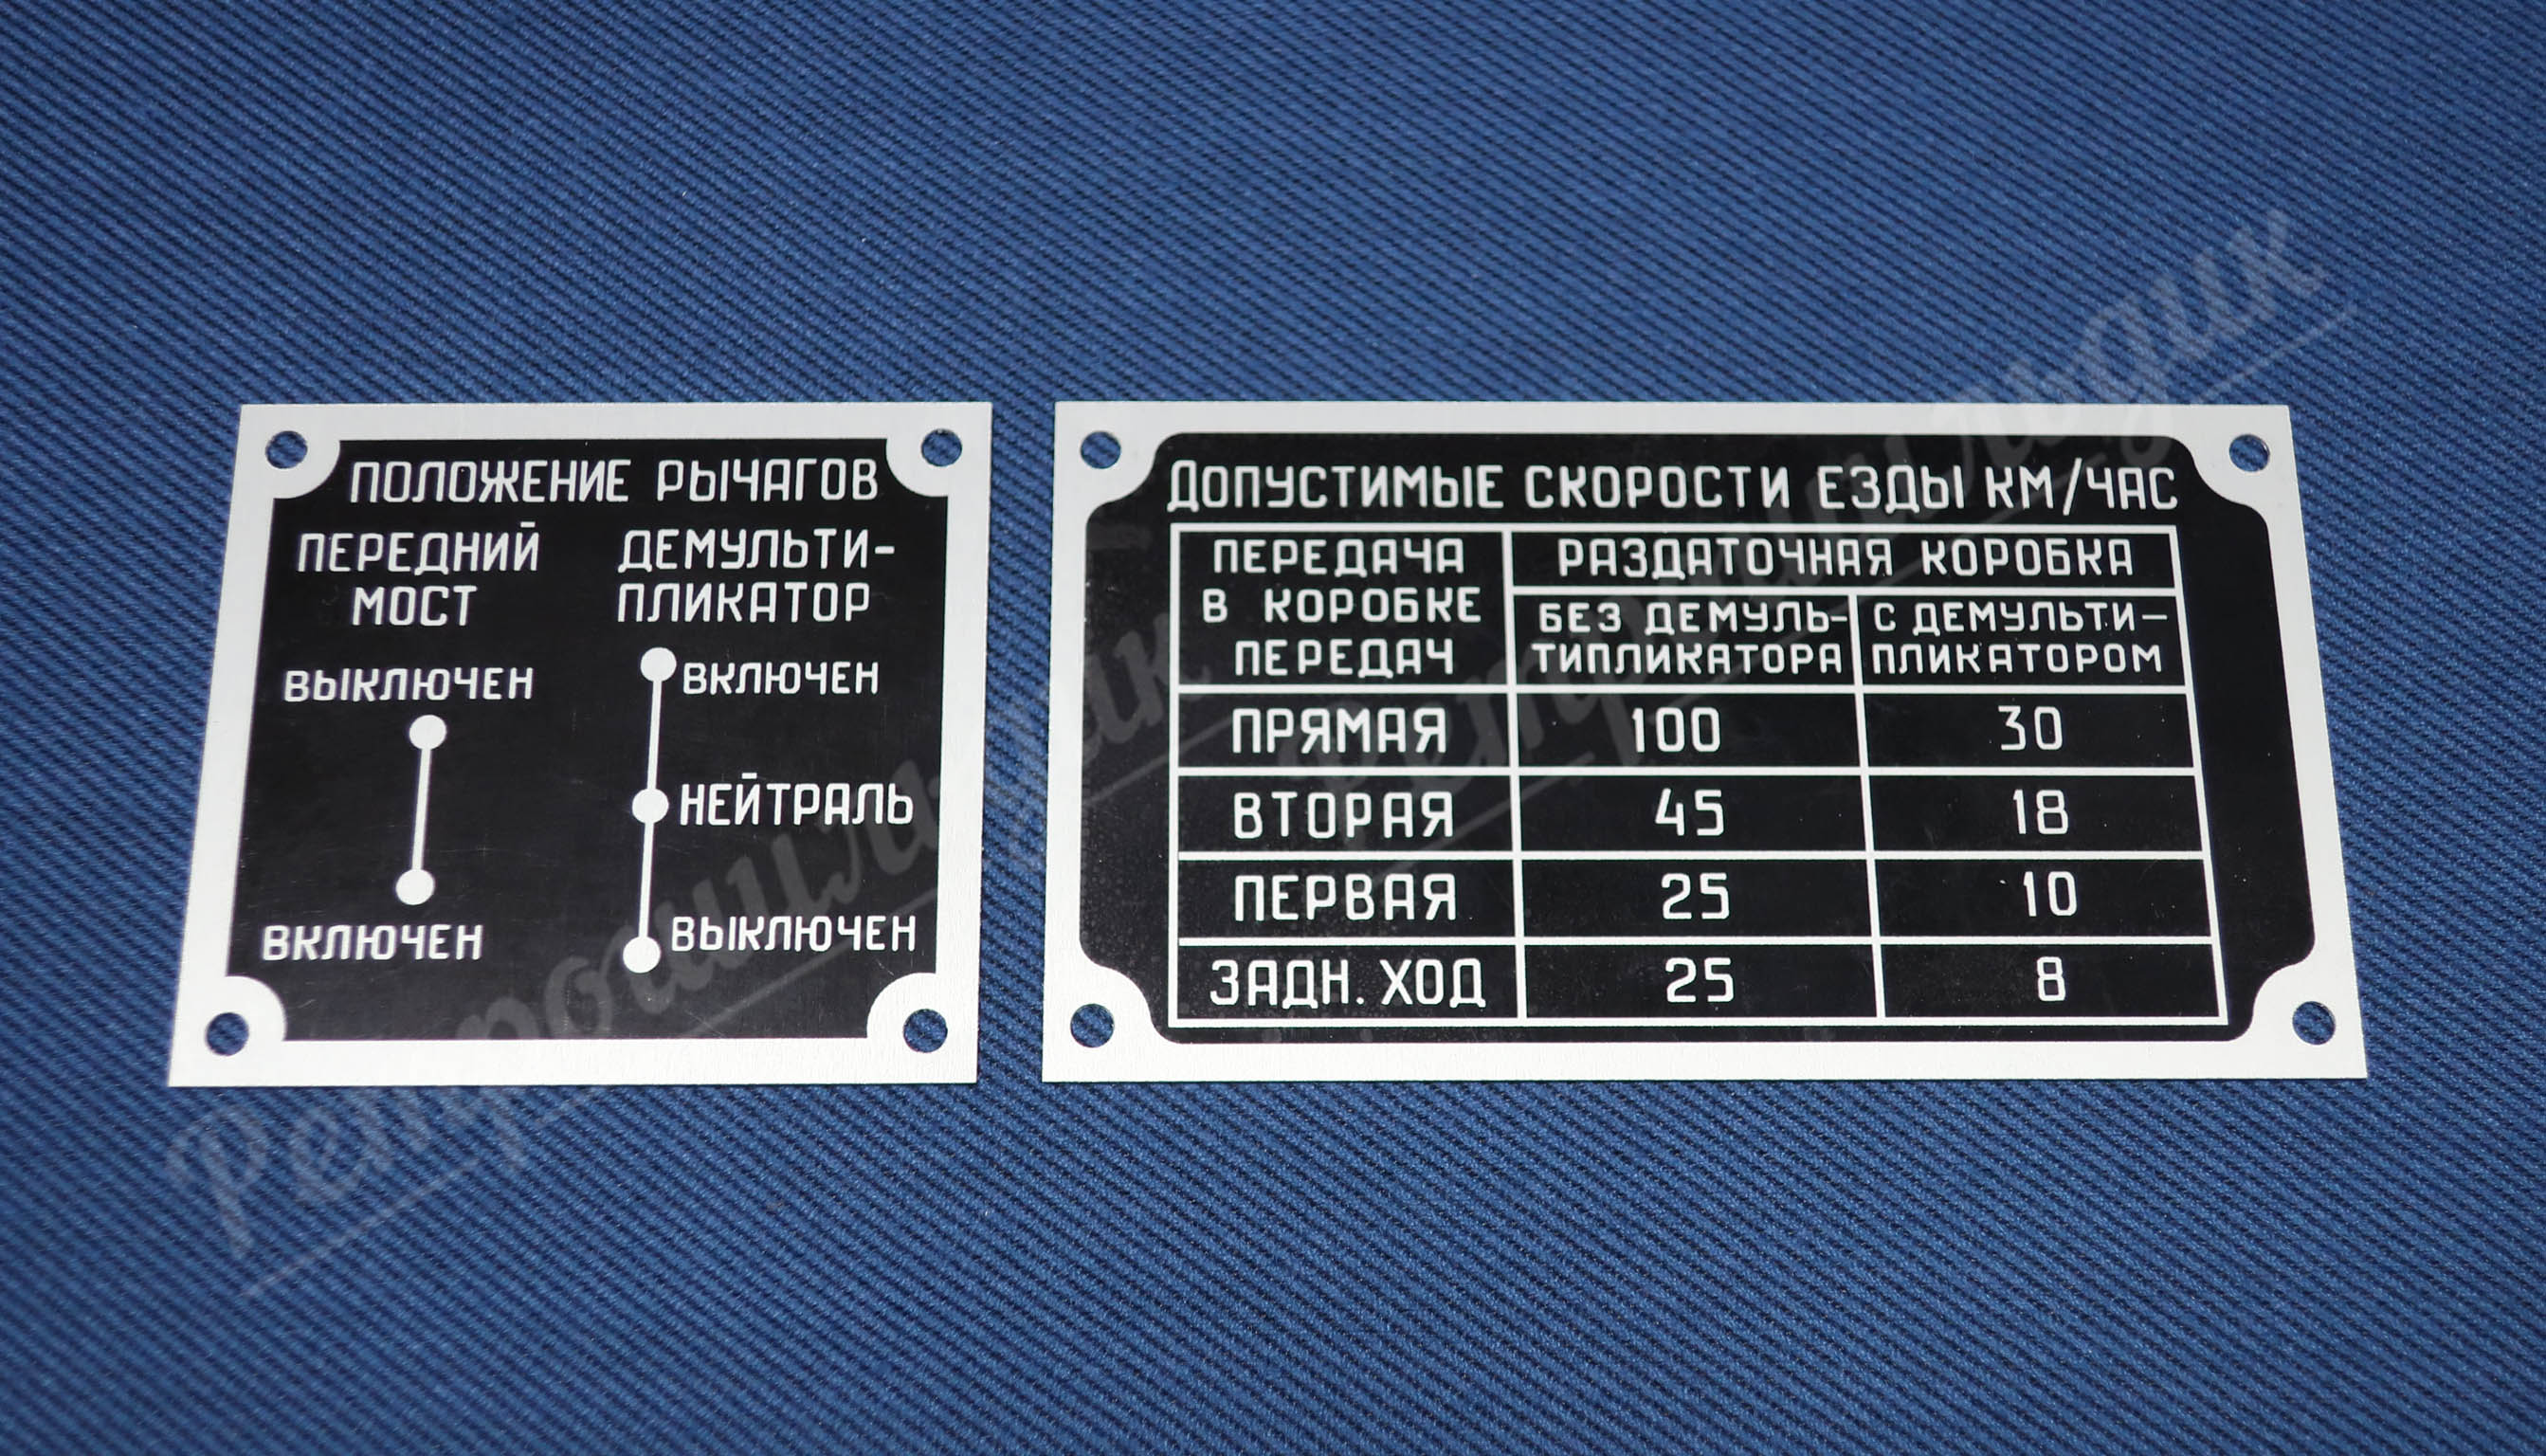 ПОЛОЖЕНИЕ РЫЧАГОВ
ПЕРЕДНИЙ
МОСТ
ВЫКЛЮЧЕН
ВКЛЮЧЕН
ДЕМУЛЬТИ-
ПЛИКАТОР
ВКЛЮЧЕН
НЕЙТРАЛЬ
ВЫКЛЮЧЕН
ДОПУСТИМЫЕ СКОРОСТИ ЕЗДЫ КМ/ЧАС
ПЕРЕДАЧА
В КОРОБКЕ
ПЕРЕДАЧ
РАЗДАТОЧНАЯ КОРОБКА
БЕЗ ДЕМУЛЬ-
ТИПЛИКАТОРА
С ДЕМУЛЬТИ-
ПЛИКАТОРОМ
ПРЯМАЯ 100 30
ВТОРАЯ 45 18
ПЕРВАЯ 25 10
ЗАДН. ХОД 25 8
Ретрошильдик
Ретрошильдик